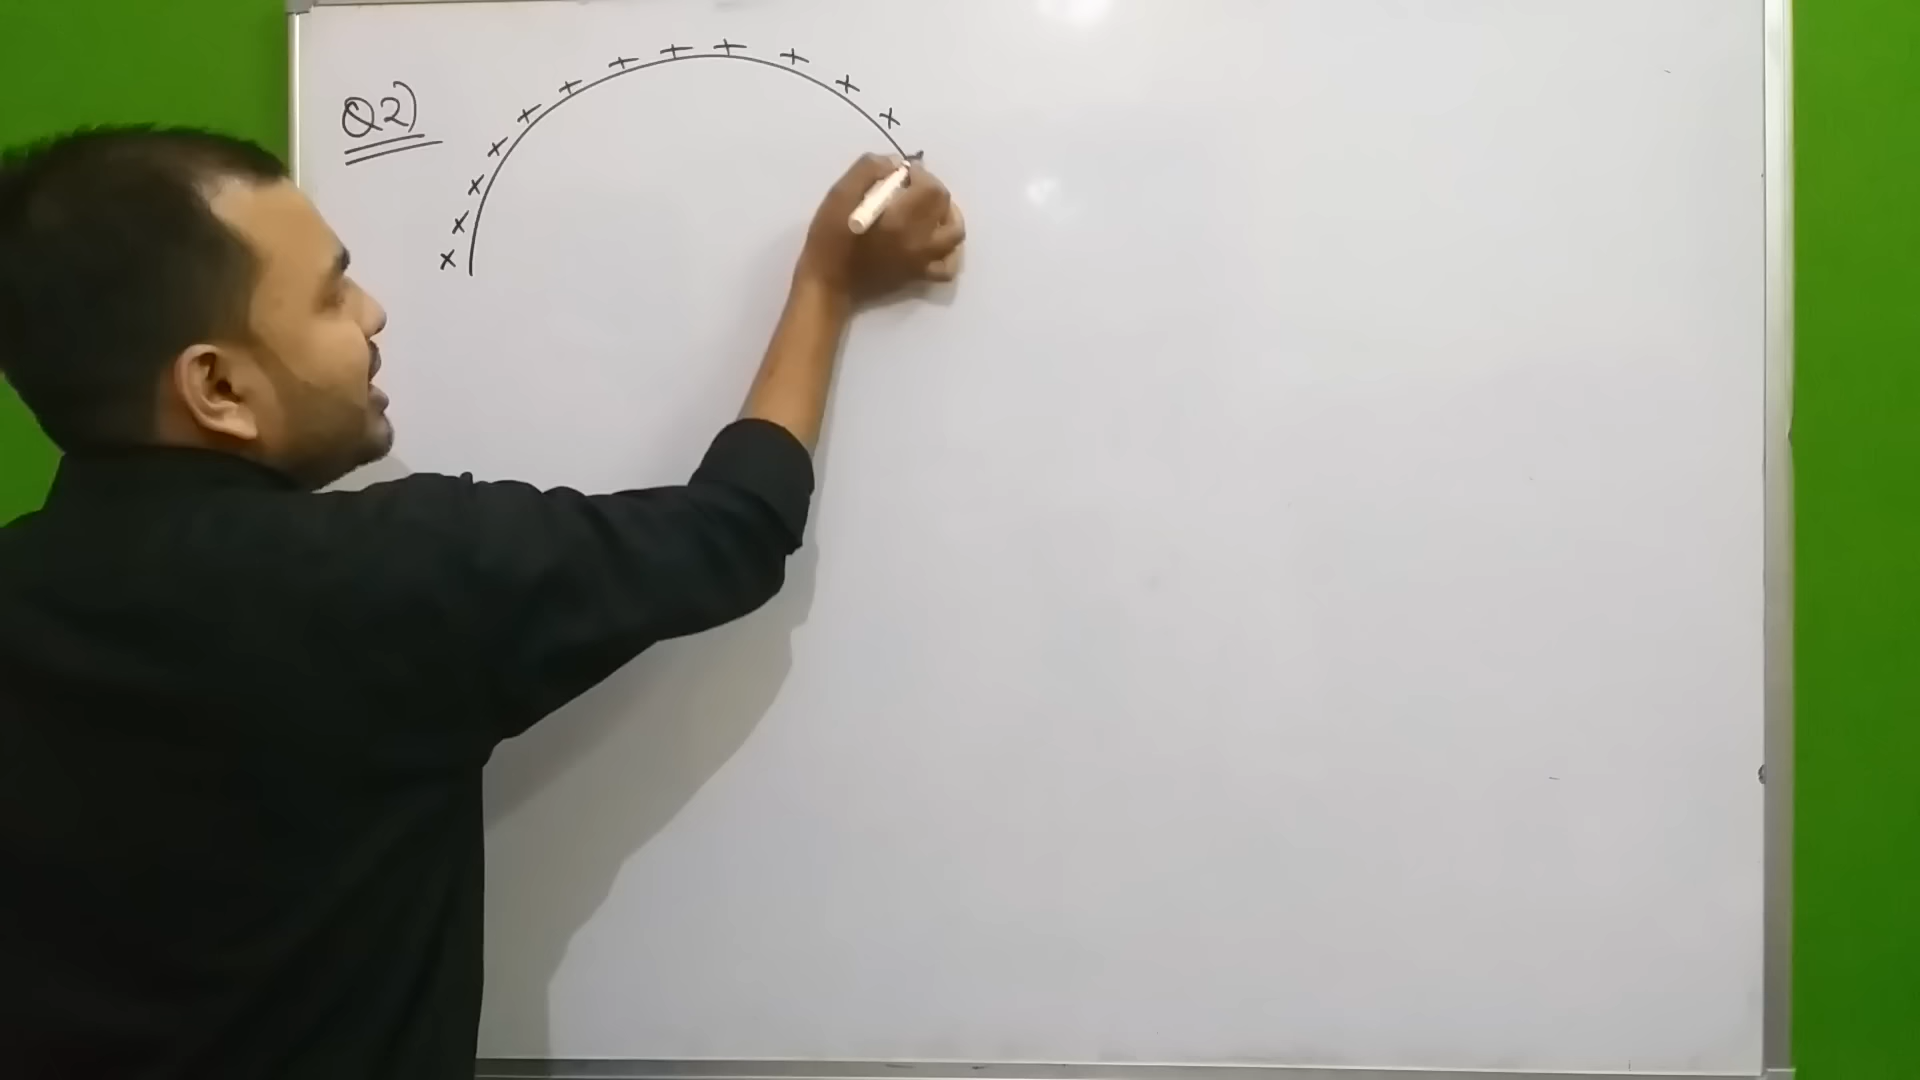 Q2)
+ + + + + + + + + + + + +